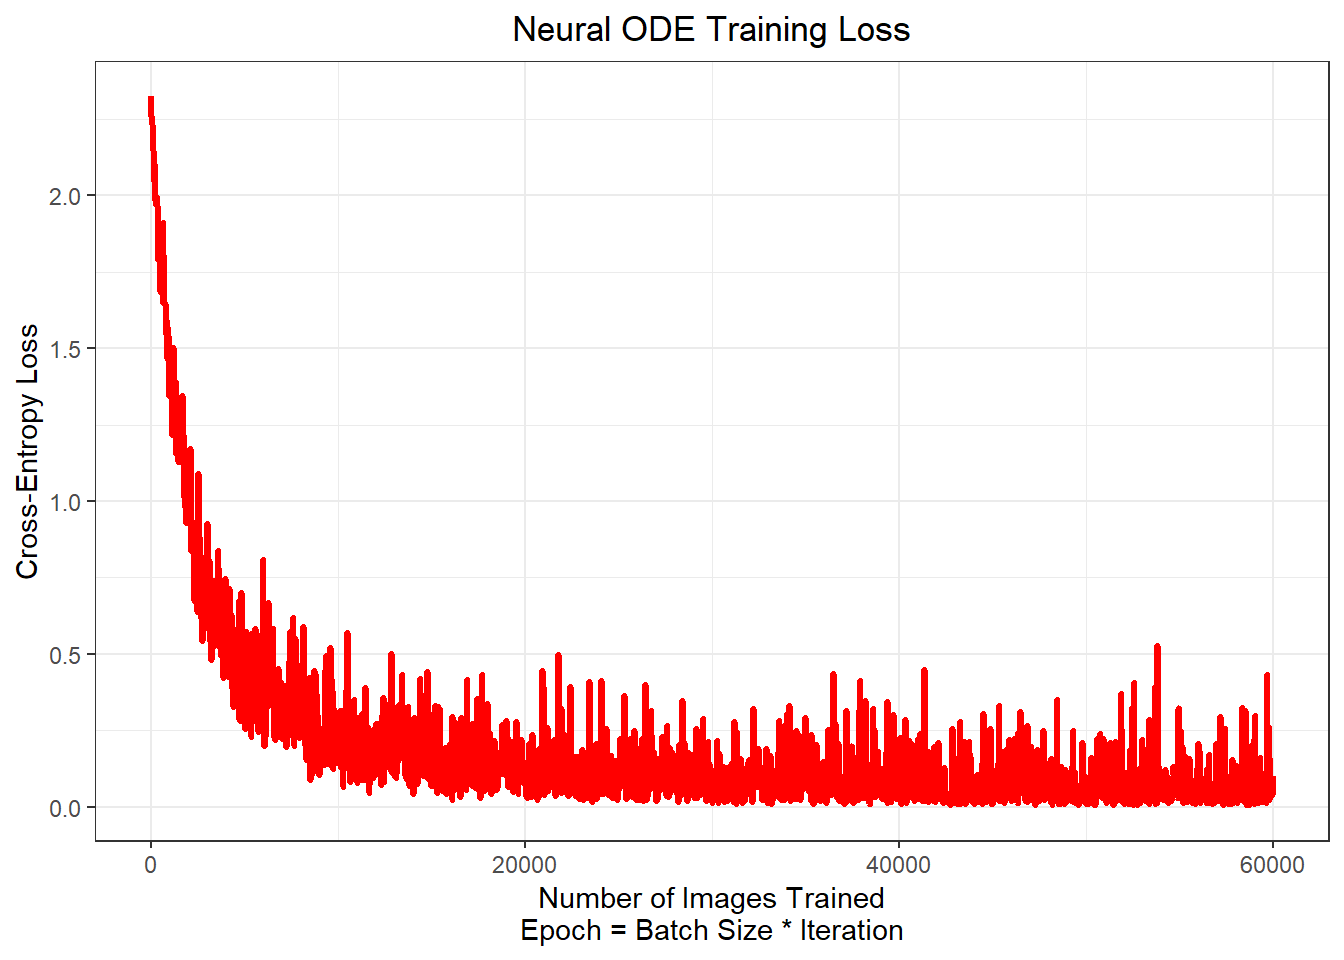 Neural ODE Training Loss
Cross-Entropy Loss
2.0
1.5
1.0
0.5
0.0
0 20000 40000 60000
Number of Images Trained
Epoch = Batch Size * Iteration